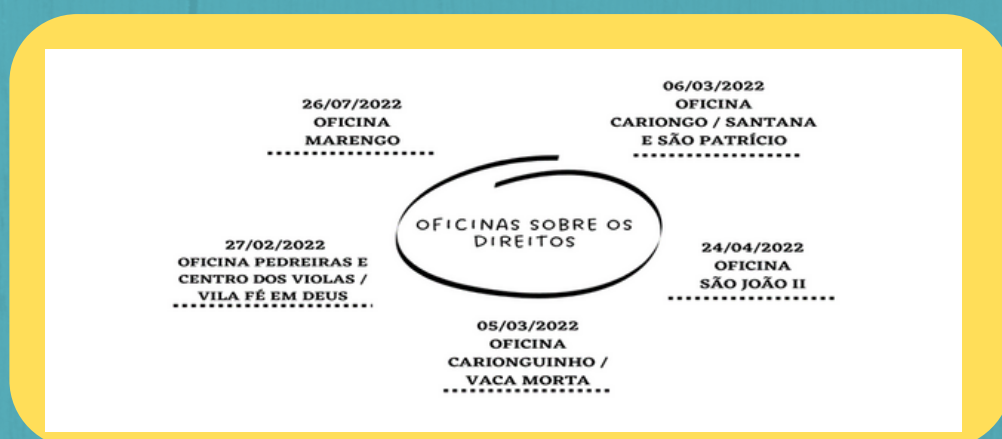 26/07/2022
OFICINA
MARENGO
06/03/2022
OFICINA
CARIONGO / SANTANA
E SÃO PATRÍCIO
OFICINAS SOBRE OS
DIREITOS
27/02/2022
OFICINA PEDREIRAS E
CENTRO DOS VIOLAS /
VILA FÉ EM DEUS
24/04/2022
OFICINA
SÃO JOÃO II
05/03/2022
OFICINA
CARIONGUINHO /
VACA MORTA